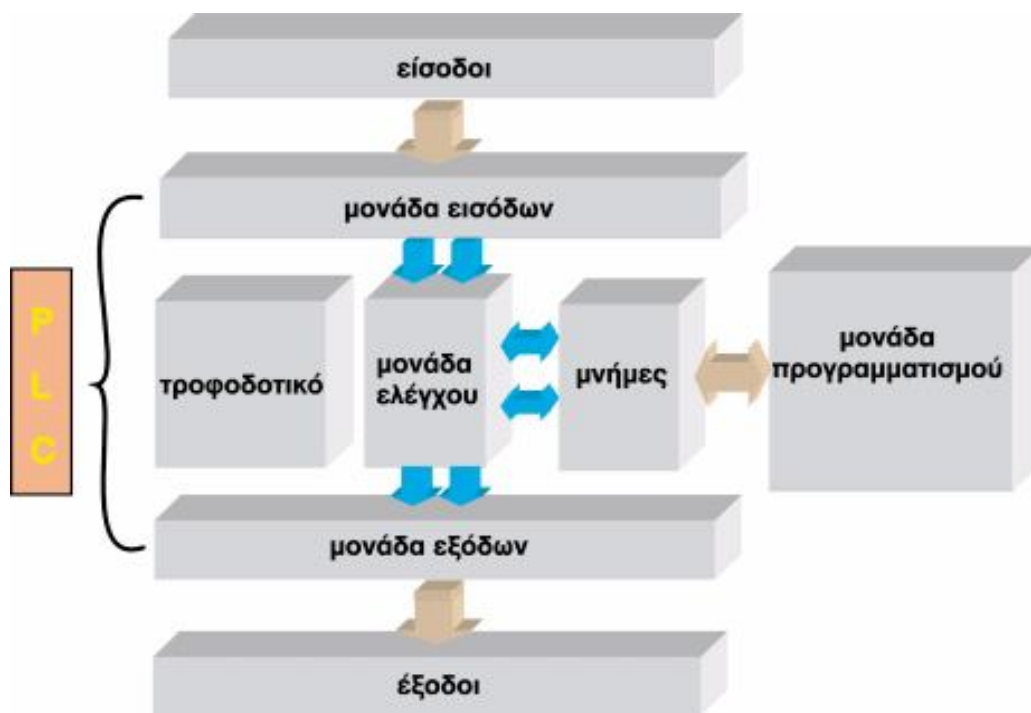 είσοδοι
μονάδα εισόδων
P
L
C
τροφοδοτικό
μονάδα
ελέγχου
μνήμες
μονάδα
προγραμματισμού
μονάδα εξόδων
έξοδοι